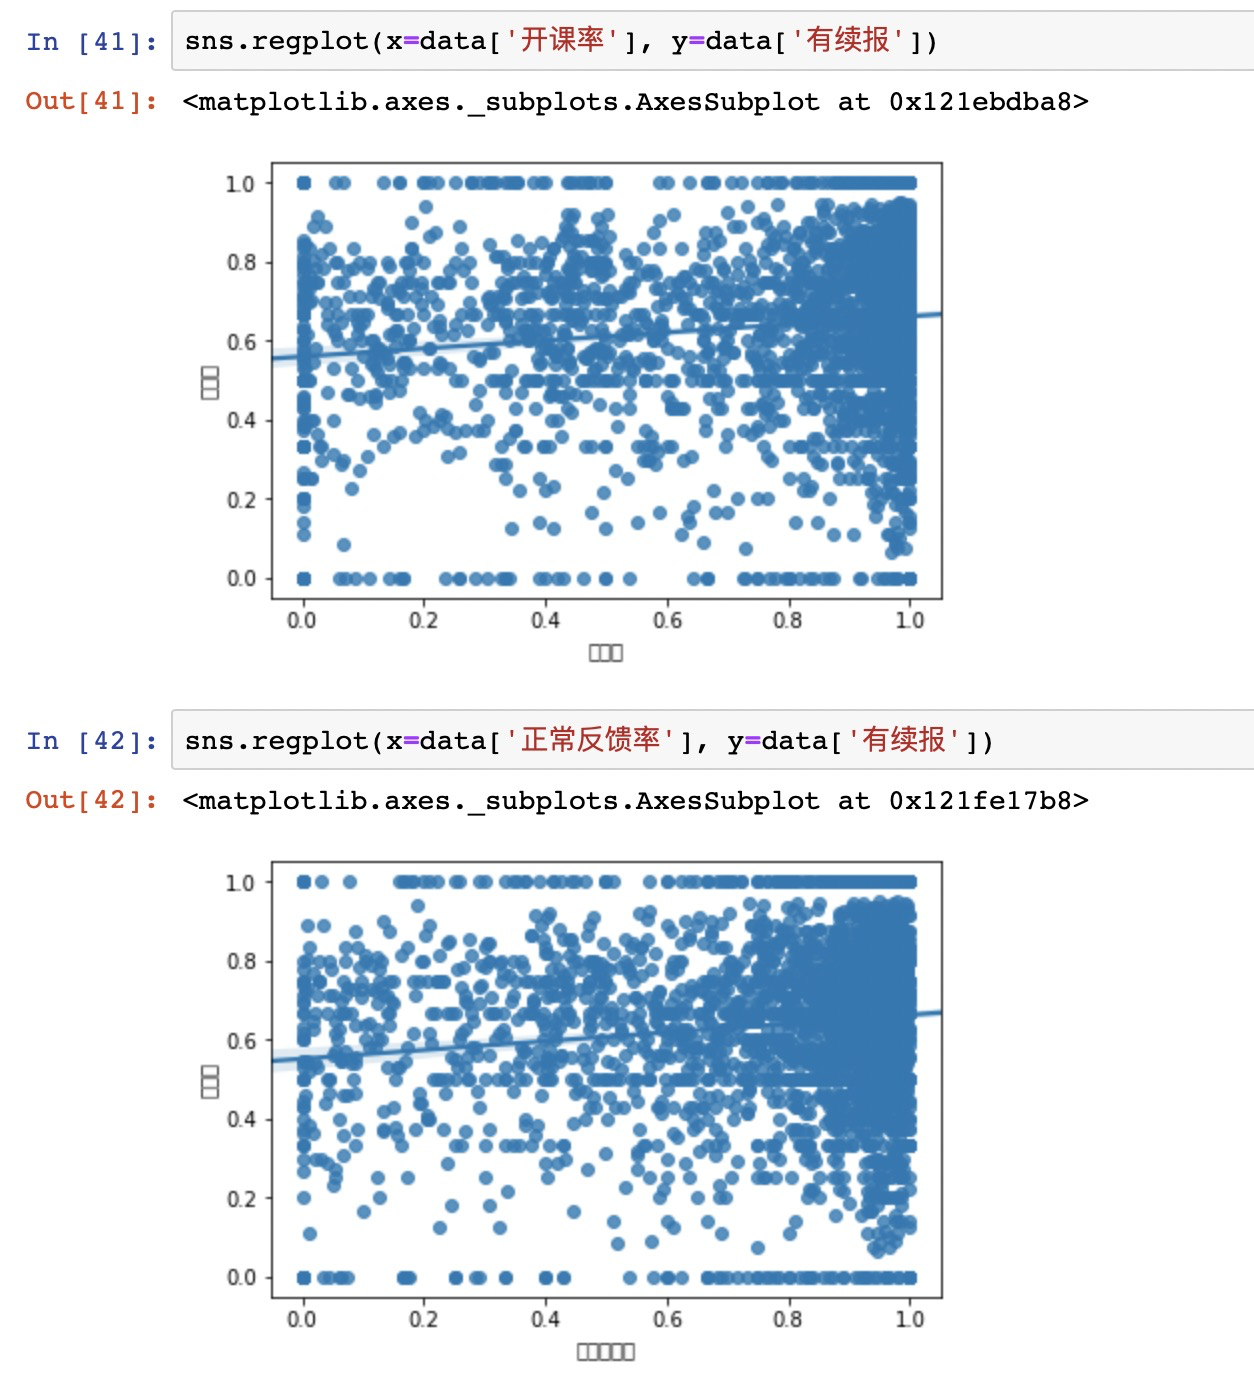 In [41]: sns.regplot(x=data['开课率'], y=data['有续报'])
Out[41]: <matplotlib.axes._subplots.AxesSubplot at 0x121ebdba8>
1.0
0.8
0.6
0.4
0.2
0.0
0.0 0.2 0.4 0.6 0.8 1.0
In [42]: sns.regplot(x=data['正常反馈率'], y=data['有续报'])
Out[42]: <matplotlib.axes._subplots.AxesSubplot at 0x121fe17b8>
1.0
0.8
0.6
0.4
0.2
0.0
0.0 0.2 0.4 0.6 0.8 1.0